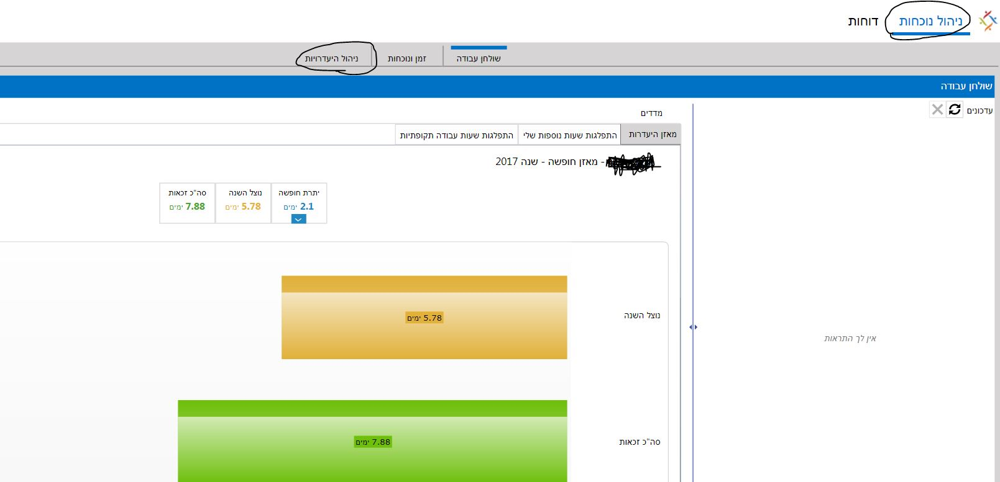 ניהול נוכחות דוחות
שולחן עבודה זמן ונוכחות ניהול היעדרויות
שולחן עבודה
עדכונים
אין לך התראות
מדדים
מאזן היעדרות התפלגות שעות נוספות שלי התפלגות שעות עבודה תקופתיות
- מאזן חופשה - שנה 2017
יתרת חופשה נוצל השנה סה"כ זכאות
2.1 ימים 5.78 ימים 7.88 ימים
נוצל השנה 5.78 ימים
סה"כ זכאות 7.88 ימים